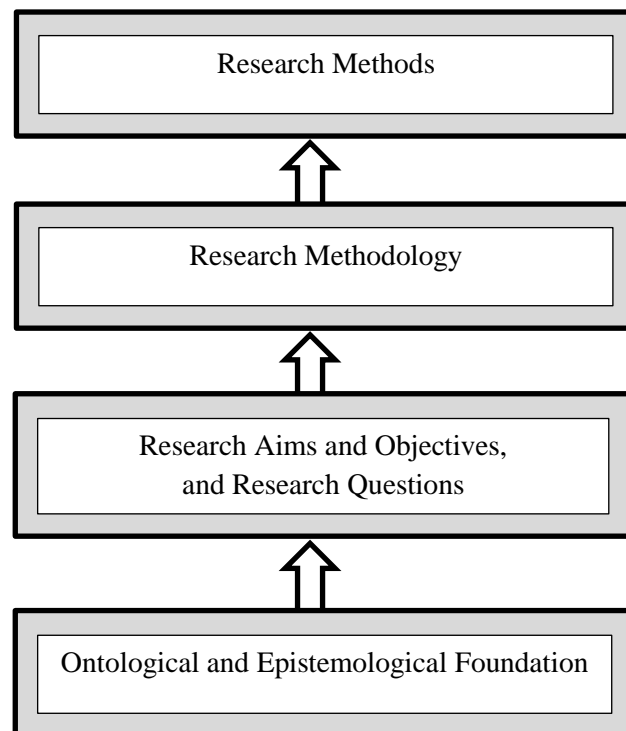 Research Methods
Research Methodology
Research Aims and Objectives,
and Research Questions
Ontological and Epistemological Foundation